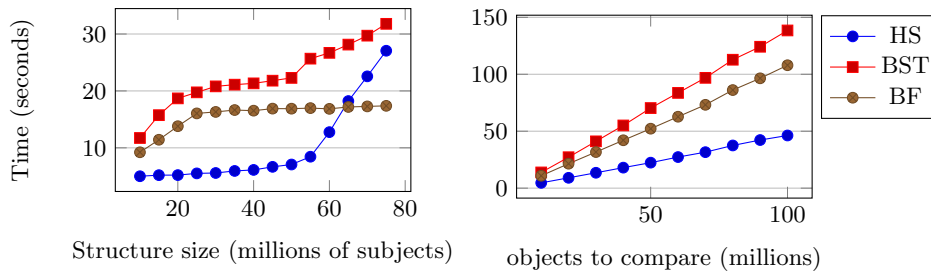 Time (seconds)
30
20
10
20
40
60
80
Structure size (millions of subjects)
150
100
50
0
50
100
objects to compare (millions)
HS
BST
BF